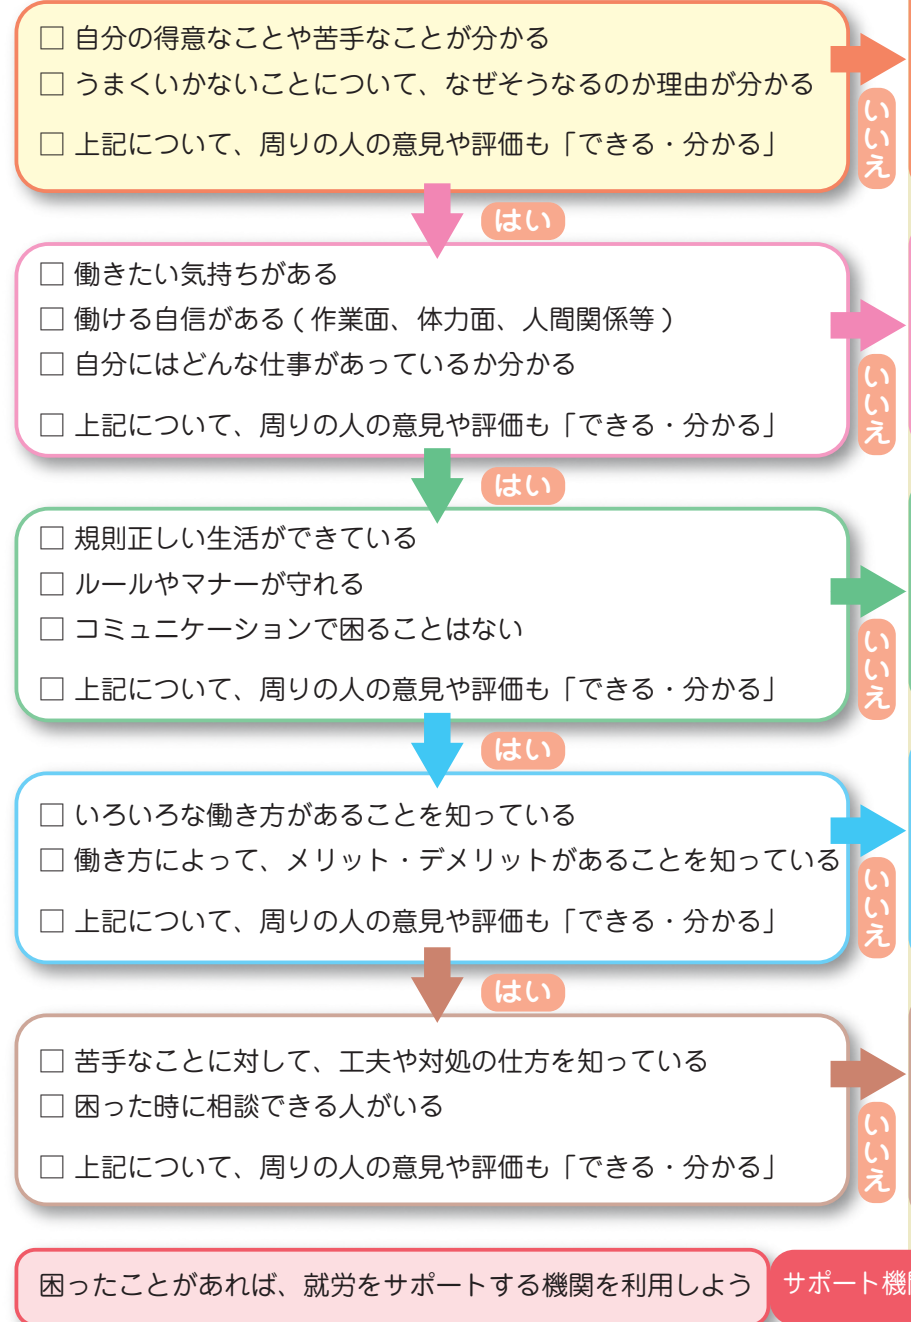 □ 自分の得意なことや苦手なことが分かる
□ うまくいかないことについて、なぜそうなるのか理由が分かる
□ 上記について、周りの人の意見や評価も「できる・分かる」
いいえ
はい
□ 働きたい気持ちがある
□ 働ける自信がある ( 作業面、体力面、人間関係等 )
□ 自分にはどんな仕事があっているか分かる
□ 上記について、周りの人の意見や評価も「できる・分かる」
いいえ
はい
□ 規則正しい生活ができている
□ ルールやマナーが守れる
□ コミュニケーションで困ることはない
□ 上記について、周りの人の意見や評価も「できる・分かる」
いいえ
はい
□ いろいろな働き方があることを知っている
□ 働き方によって、メリット・デメリットがあることを知っている
□ 上記について、周りの人の意見や評価も「できる・分かる」
いいえ
はい
□ 苦手なことに対して、工夫や対処の仕方を知っている
□ 困った時に相談できる人がいる
□ 上記について、周りの人の意見や評価も「できる・分かる」
いいえ
困ったことがあれば、就労をサポートする機関を利用しよう
サポート機